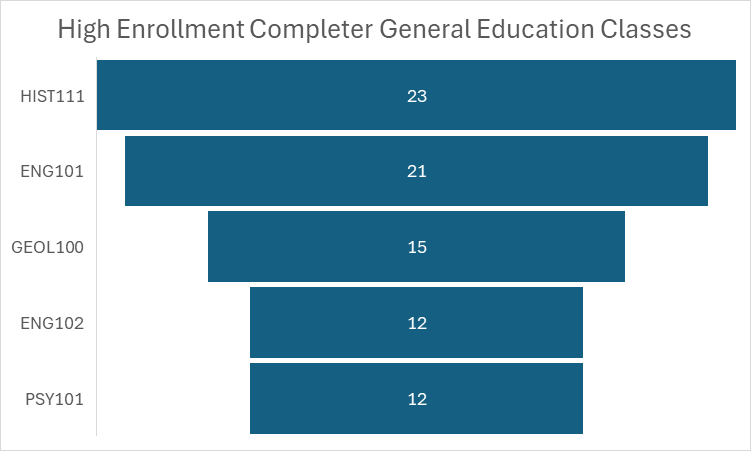 High Enrollment Completer General Education Classes
HIST111 23
ENG101 21
GEOL100 15
ENG102 12
PSY101 12